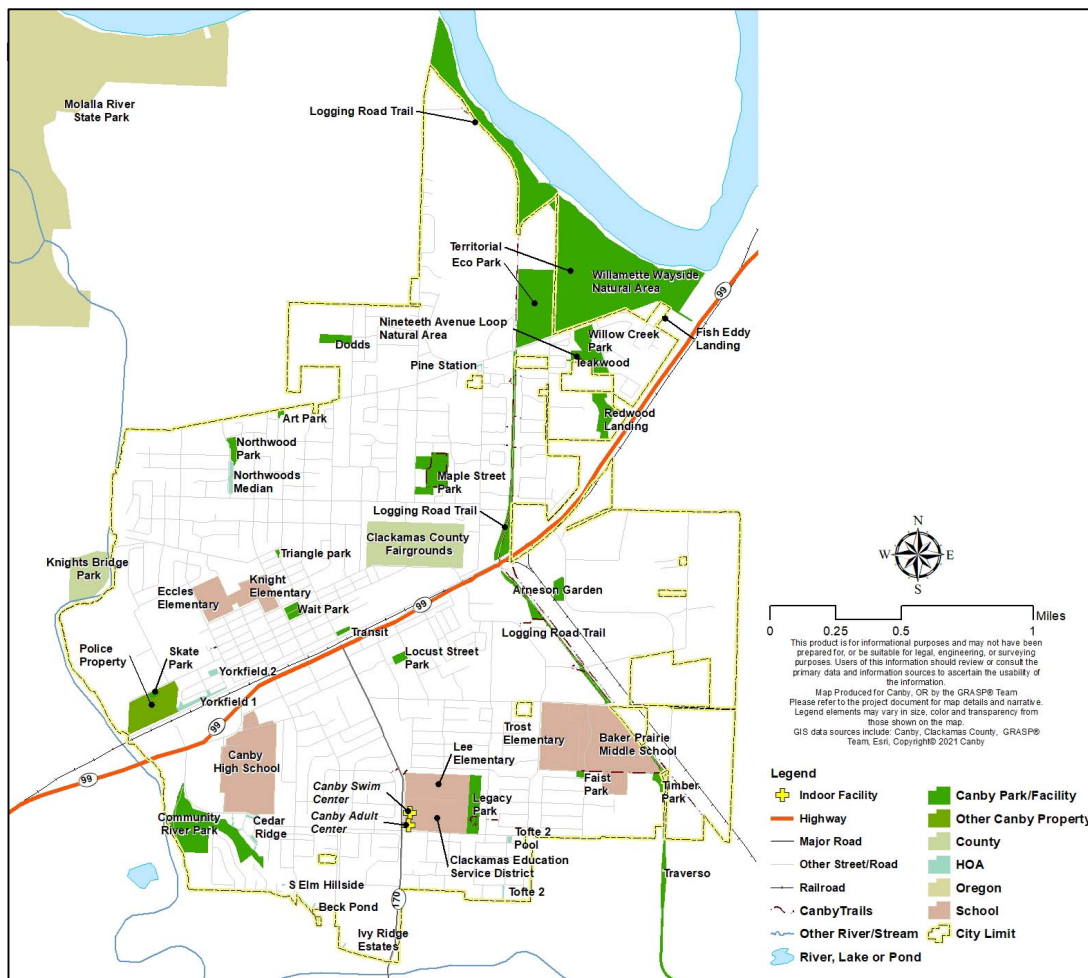 Molalla River
State Park
Logging Road Trail
99
Territorial
Eco Park
Willamette Wayside
Natural Area
Nineteeth Avenue Loop
Natural Area
Willow Creek
Park
Fish Eddy
Landing
Dodds
Pine Station
Teakwood
Art Park
Redwood
Landing
Northwood
Park
Northwoods
Median
Maple Street
Park
Logging Road Trail
Clackamas County
Fairgrounds
Triangle park
Knights Bridge
Park
Eccles
Elementary
Knight
Elementary
Wait Park
99
Arneson Garden
Transit
Logging Road Trail
Police
Property
Skate
Park
Locust Street
Park
Yorkfield 2
Yorkfield 1
99
Trost
Elementary
Baker Prairie
Middle School
Canby
High School
Lee
Elementary
99
Canby Swim
Center
Canby Adult
Center
Legacy
Park
Faist
Park
Timber
Park
Community
River Park
Cedar
Ridge
Tofte 2
Pool
Clackamas Education
Service District
Traverso
S Elm Hillside
Tofte 2
170
Beck Pond
Ivy Ridge
Estates
N
W
E
S
Miles
0 0.25 0.5 1
This product is for informational purposes and may not have been
prepared for, or be suitable for legal, engineering, or surveying
purposes. Users of this information should review or consult the
primary data and information sources to ascertain the usability of
the information.
Map Produced for Canby, OR by the GRASP® Team
Please refer to the project document for map details and narrative.
Legend elements may vary in size, color and transparency from
those shown on the map.
GIS data sources include: Canby, Clackamas County, GRASP®
Team, Esri, Copyright© 2021 Canby
Legend
Indoor Facility
Highway
Major Road
Other Street/Road
Railroad
CanbyTrails
Other River/Stream
River, Lake or Pond
Canby Park/Facility
Other Canby Property
County
HOA
Oregon
School
City Limit